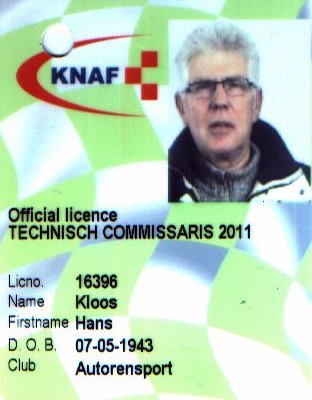 KNAF
Official licence
TECHNISCH COMMISSARIS 2011
Licno. 16396
Name Kloos
Firstname Hans
D. O. B. 07-05-1943
Club Autorensport